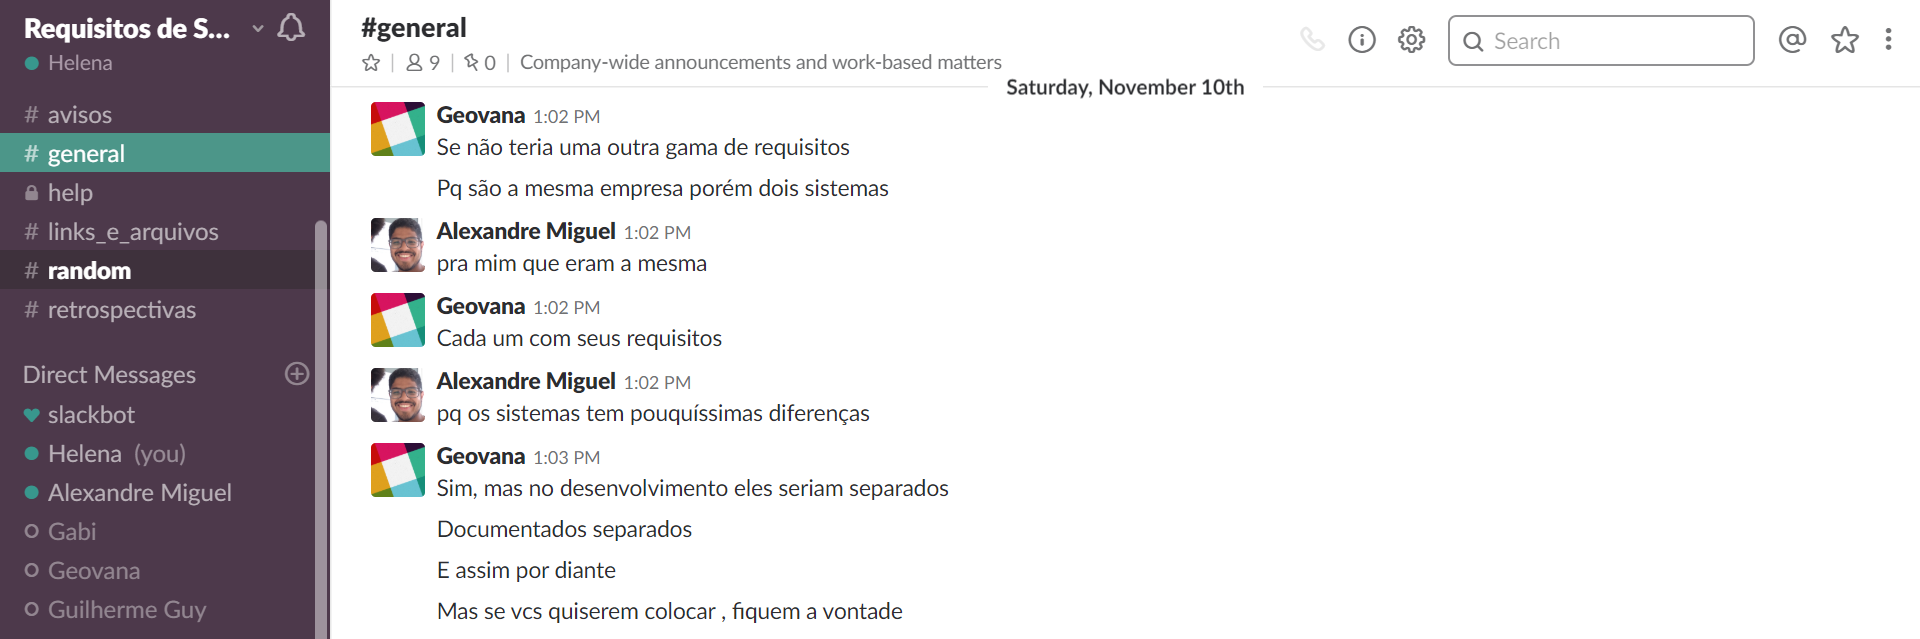 Requisitos de S...
Helena
# avisos
# general
help
# links_e_arquivos
# random
# retrospectivas
Direct Messages
slackbot
Helena (you)
Alexandre Miguel
Gabi
Geovana
Guilherme Guy
#general
9 | 0 | Company-wide announcements and work-based matters
Search
Saturday, November 10th
Geovana 1:02 PM
Se não teria uma outra gama de requisitos
Pq são a mesma empresa porém dois sistemas
Alexandre Miguel 1:02 PM
pra mim que eram a mesma
Geovana 1:02 PM
Cada um com seus requisitos
Alexandre Miguel 1:02 PM
pq os sistemas tem pouquíssimas diferenças
Geovana 1:03 PM
Sim, mas no desenvolvimento eles seriam separados
Documentados separados
E assim por diante
Mas se vcs quiserem colocar , fiquem a vontade